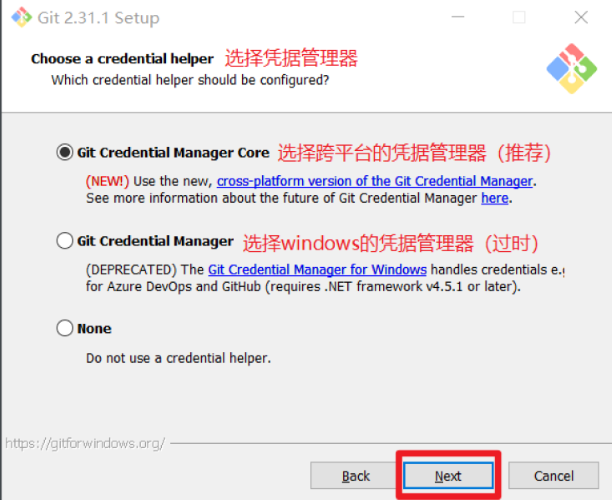 Git 2.31.1 Setup
Choose a credential helper 选择凭据管理器
Which credential helper should be configured?
Git Credential Manager Core 选择跨平台的凭据管理器（推荐）
(NEW!) Use the new, cross-platform version of the Git Credential Manager.
See more information about the future of Git Credential Manager here.
Git Credential Manager 选择windows的凭据管理器（过时）
(DEPRECATED) The Git Credential Manager for Windows handles credentials e.g
for Azure DevOps and GitHub (requires .NET framework v4.5.1 or later).
None
Do not use a credential helper.
https://gitforwindows.org/
Back Next Cancel